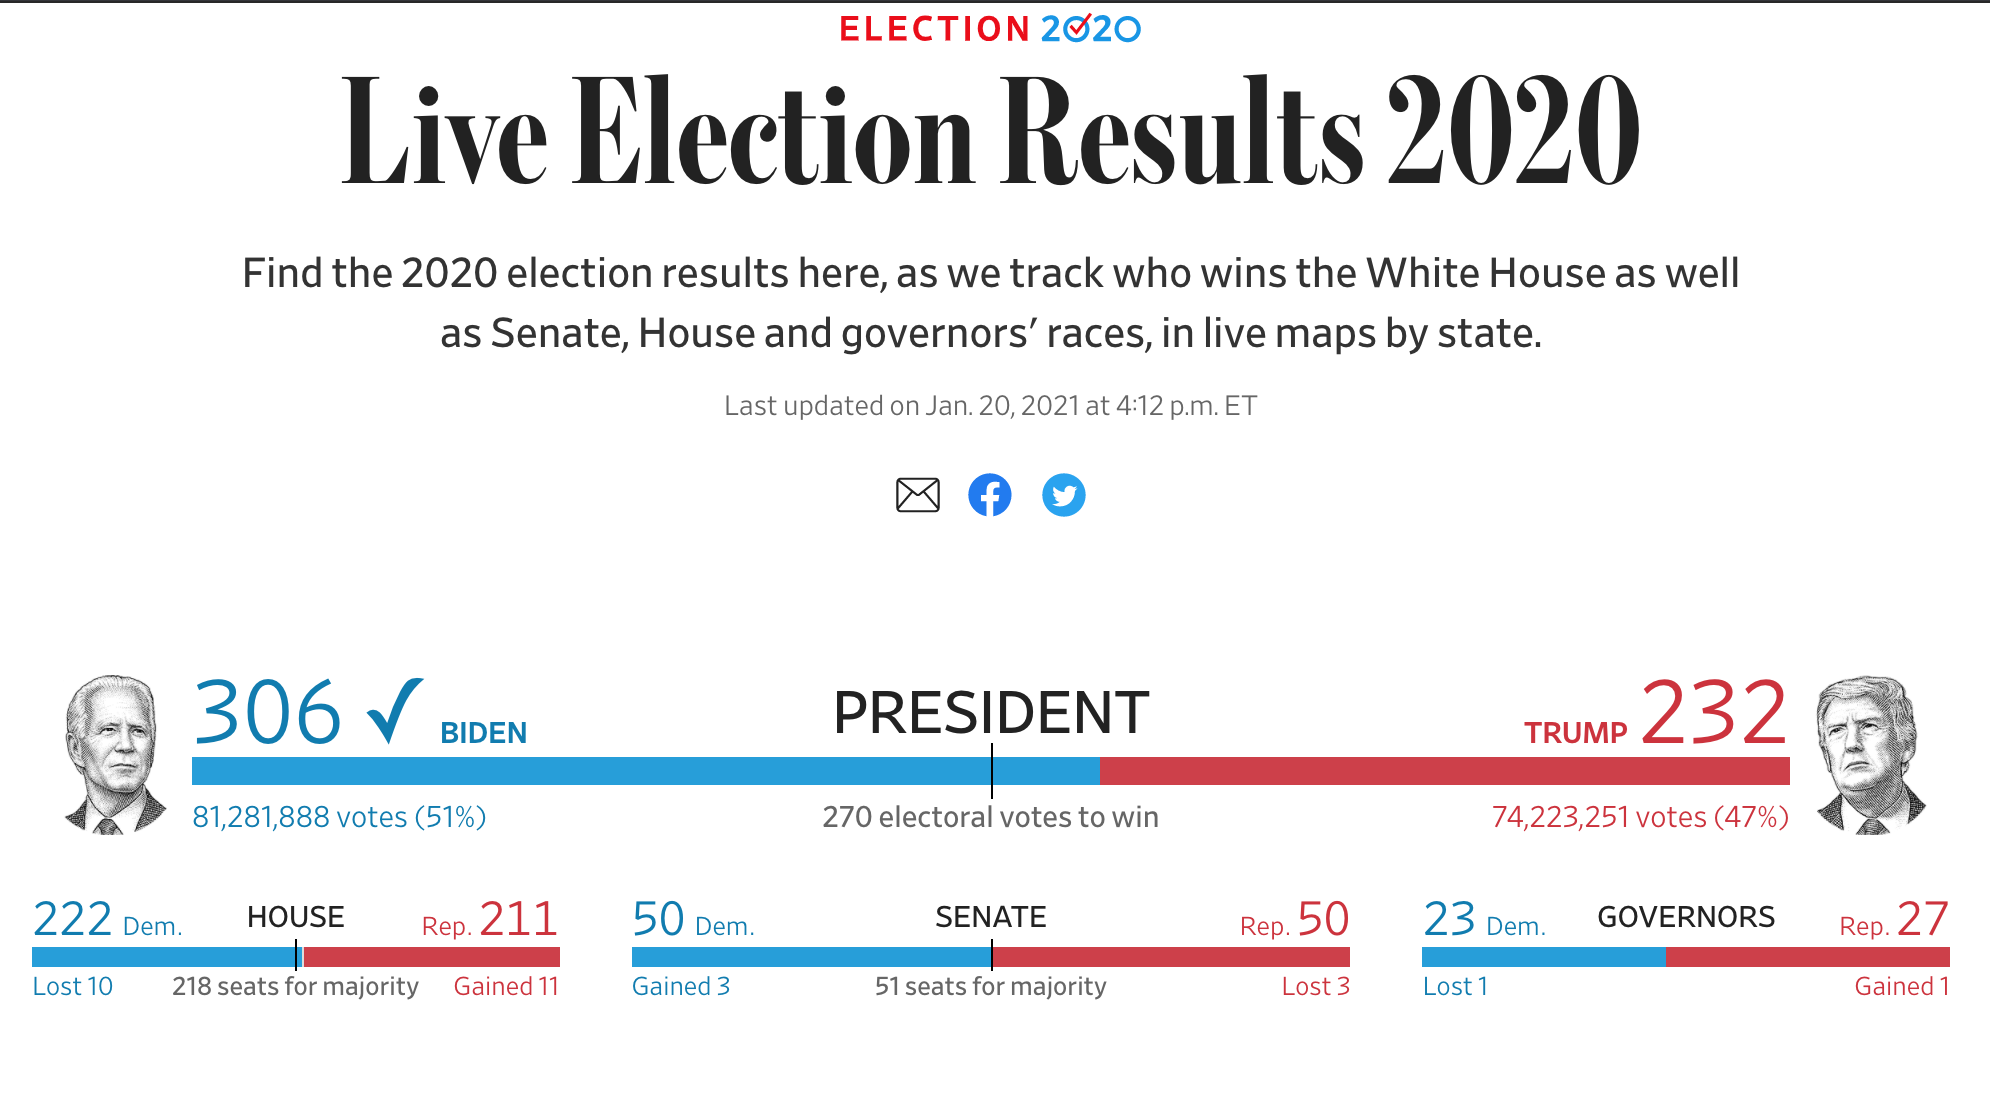 ELECTION 2020
Live Election Results 2020
Find the 2020 election results here, as we track who wins the White House as well
as Senate, House and governors’ races, in live maps by state.
Last updated on Jan. 20, 2021 at 4:12 p.m. ET
306 ✓ BIDEN
PRESIDENT
TRUMP 232
81,281,888 votes (51%)
270 electoral votes to win
74,223,251 votes (47%)
222 Dem.
HOUSE
Rep. 211
Lost 10
218 seats for majority
Gained 11
50 Dem.
SENATE
Rep. 50
Gained 3
51 seats for majority
Lost 3
23 Dem.
GOVERNORS
Rep. 27
Lost 1
Gained 1